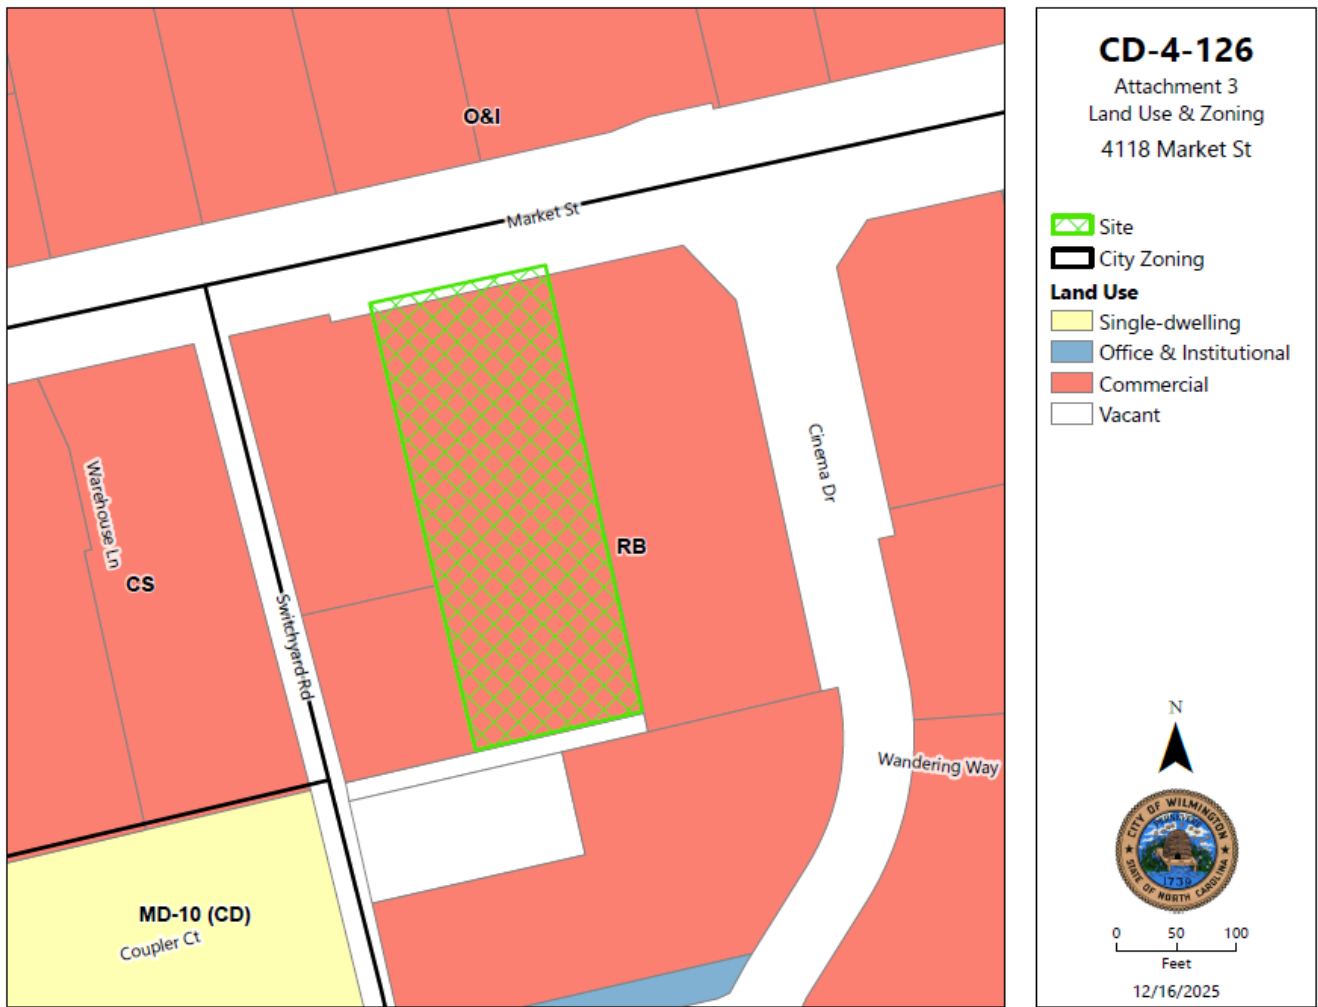 O&I
Market St
Cinema Dr
Warehouse Ln
RB
CS
Switchyard Rd
Wandering Way
MD-10 (CD)
Coupler Ct
CD-4-126
Attachment 3
Land Use & Zoning
4118 Market St
Site
City Zoning
Land Use
Single-dwelling
Office & Institutional
Commercial
Vacant
N
CITY OF WILMINGTON
STATE OF NORTH CAROLINA
1739
0 50 100
Feet
12/16/2025